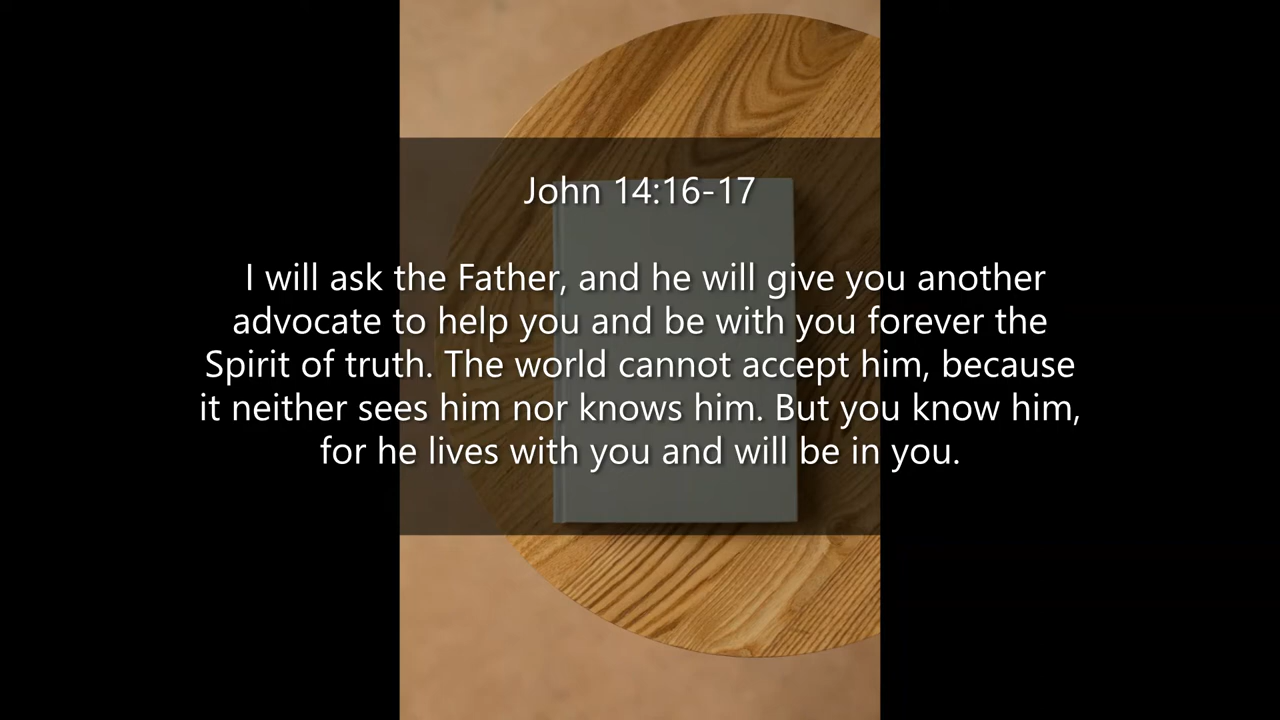 John 14:16-17
I will ask the Father, and he will give you another
advocate to help you and be with you forever the
Spirit of truth. The world cannot accept him, because
it neither sees him nor knows him. But you know him,
for he lives with you and will be in you.